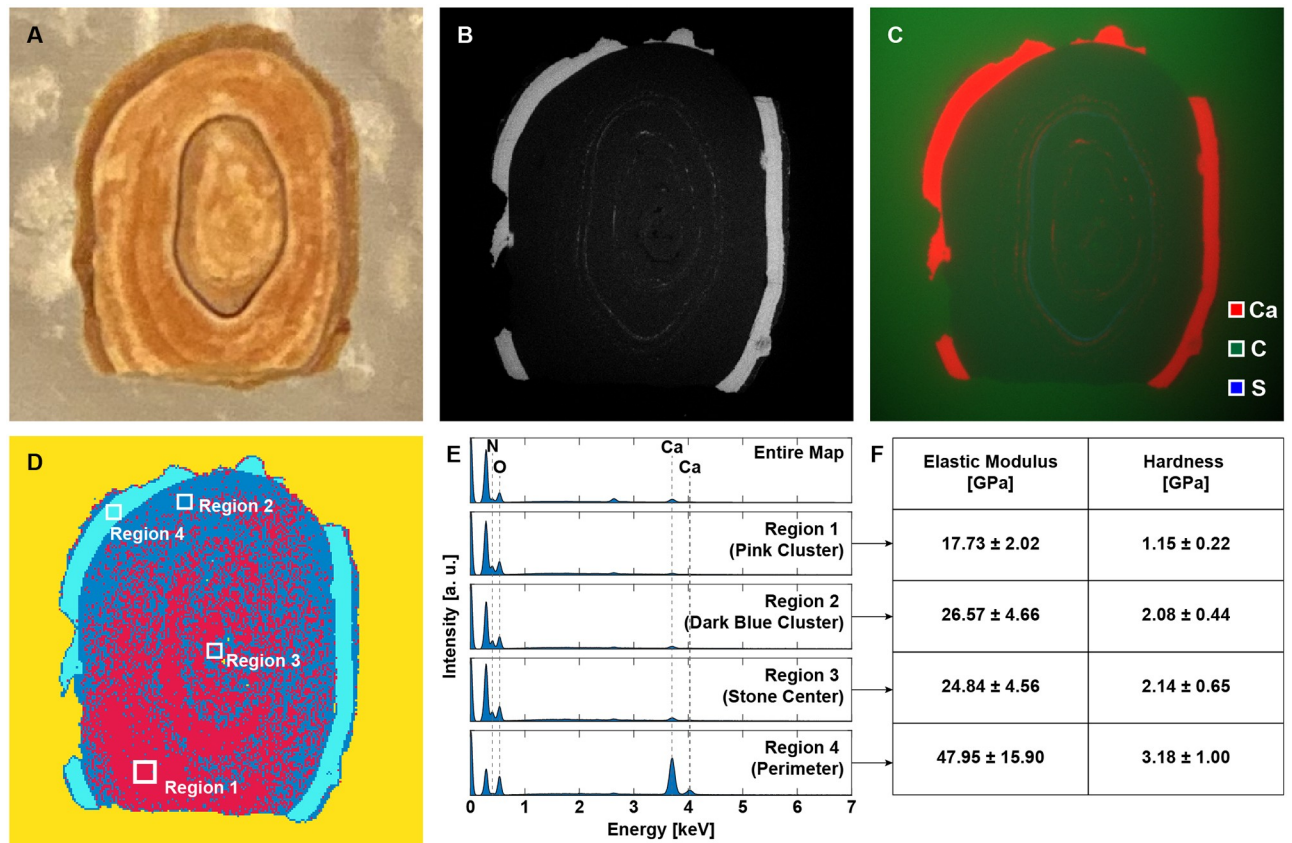 A
B
C
Ca
C
S
D
Region 2
Region 4
Region 3
Region 1
E
N
O
Ca
Ca
Entire Map
Region 1
(Pink Cluster)
Region 2
(Dark Blue Cluster)
Region 3
(Stone Center)
Region 4
(Perimeter)
Intensity [a. u.]
0 1 2 3 4 5 6 7
Energy [keV]
F
Elastic Modulus
[GPa]
Hardness
[GPa]
17.73 ± 2.02 1.15 ± 0.22
26.57 ± 4.66 2.08 ± 0.44
24.84 ± 4.56 2.14 ± 0.65
47.95 ± 15.90 3.18 ± 1.00